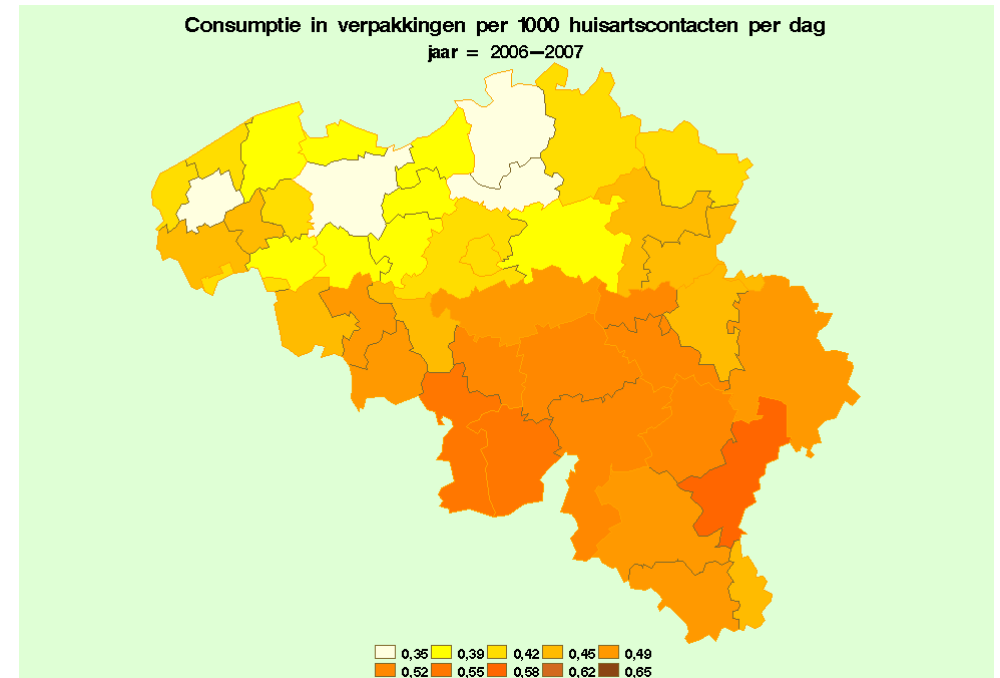 Consumptie in verpakkingen per 1000 huisartscontacten per dag
jaar = 2006–2007
0,35 0,39 0,42 0,45 0,49
0,52 0,55 0,58 0,62 0,65